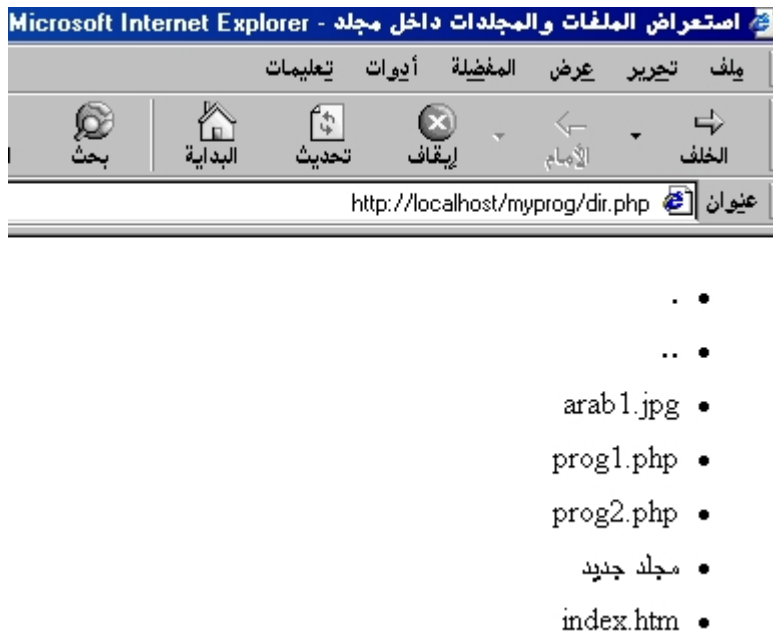 استعراض الملفات والمجلدات داخل مجلد - Microsoft Internet Explorer
ملف تحرير عرض المفضلة أدوات تعليمات
الخلف الأمام إيقاف تحديث البداية بحث
عنوان http://localhost/myprog/dir.php
• .
• ..
• arab1.jpg
• prog1.php
• prog2.php
• مجلد جديد
• index.htm